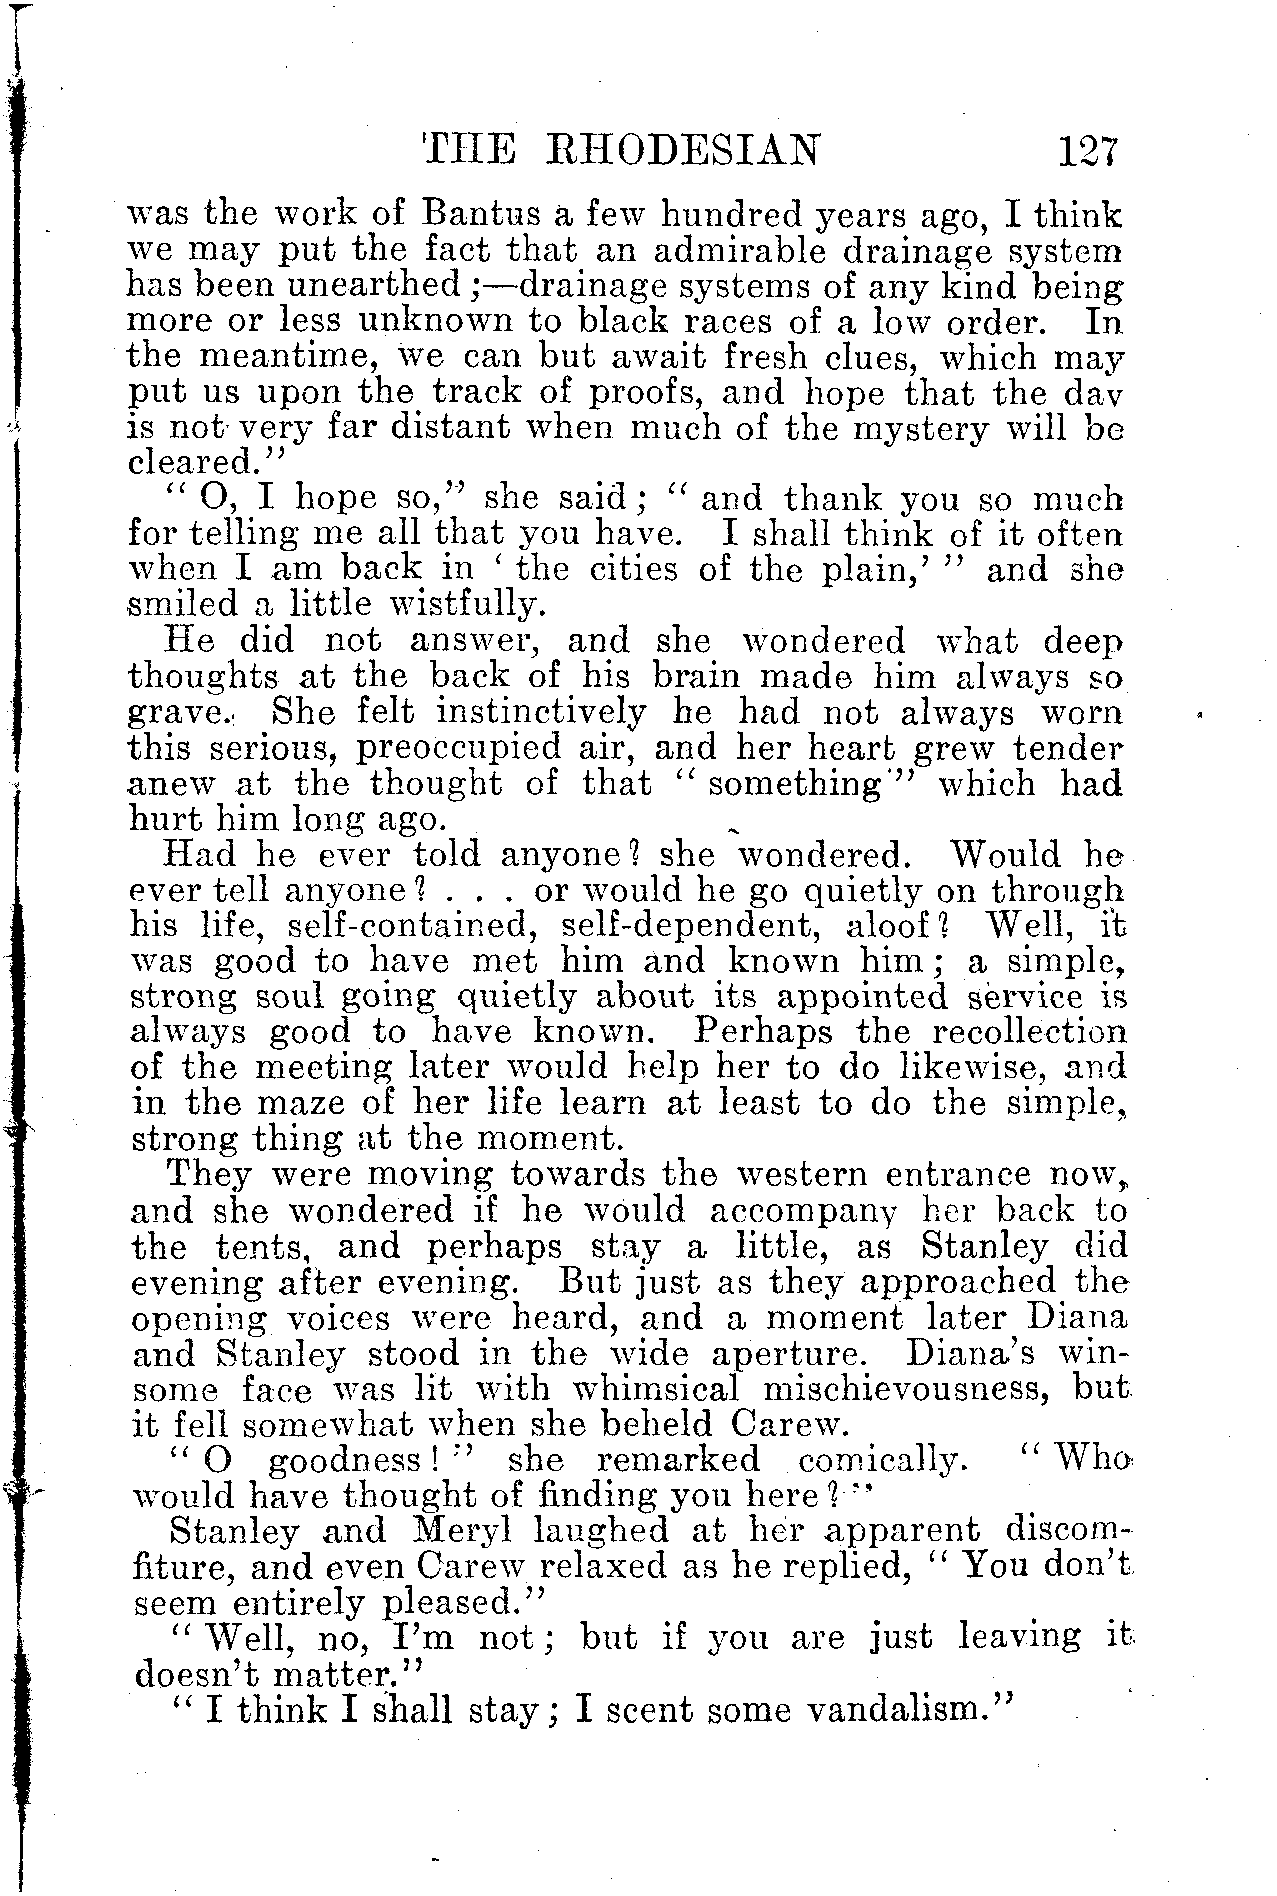 THE RHODESIAN 127
was the work of Bantus a few hundred years ago, I think
we may put the fact that an admirable drainage system
has been unearthed;—drainage systems of any kind being
more or less unknown to black races of a low order. In
the meantime, we can but await fresh clues, which may
put us upon the track of proofs, and hope that the day
is not very far distant when much of the mystery will be
cleared."
"O, I hope so," she said; "and thank you so much
for telling me all that you have. I shall think of it often
when I am back in 'the cities of the plain,'" and she
smiled a little wistfully.
He did not answer, and she wondered what deep
thoughts at the back of his brain made him always so
grave. She felt instinctively he had not always worn
this serious, preoccupied air, and her heart grew tender
anew at the thought of that "something" which had
hurt him long ago.
Had he ever told anyone? she wondered. Would he
ever tell anyone? . . . or would he go quietly on through
his life, self-contained, self-dependent, aloof? Well, it
was good to have met him and known him; a simple,
strong soul going quietly about its appointed service is
always good to have known. Perhaps the recollection
of the meeting later would help her to do likewise, and
in the maze of her life learn at least to do the simple,
strong thing at the moment.
They were moving towards the western entrance now,
and she wondered if he would accompany her back to
the tents, and perhaps stay a little, as Stanley did
evening after evening. But just as they approached the
opening voices were heard, and a moment later Diana
and Stanley stood in the wide aperture. Diana's win-
some face was lit with whimsical mischievousness, but
it fell somewhat when she beheld Carew.
"O goodness!" she remarked comically. "Who
would have thought of finding you here?"
Stanley and Meryl laughed at her apparent discom-
fiture, and even Carew relaxed as he replied, "You don't
seem entirely pleased."
"Well, no, I'm not; but if you are just leaving it
doesn't matter."
"I think I shall stay; I scent some vandalism."